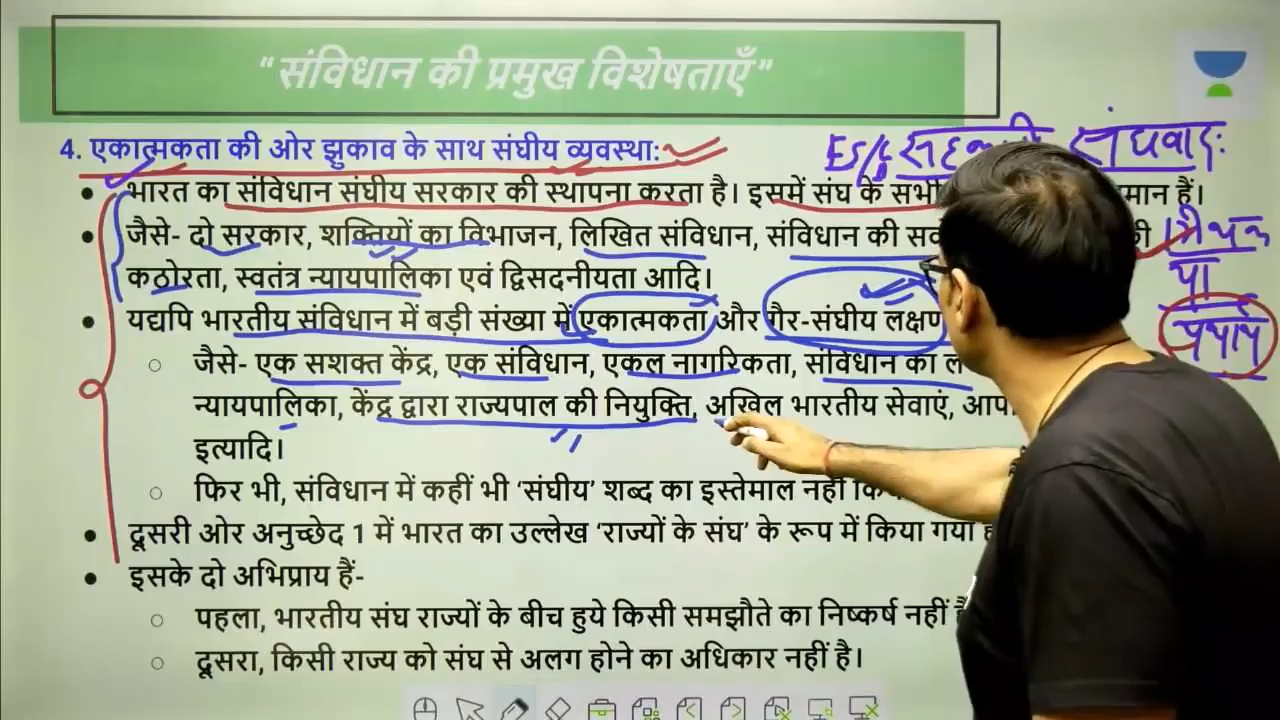 “संविधान की प्रमुख विशेषताएँ”
4. एकात्मकता की ओर झुकाव के साथ संघीय व्यवस्था:
संघवाद:
• भारत का संविधान संघीय सरकार की स्थापना करता है। इसमें संघ के सभी
हैं।
• जैसे- दो सरकार, शक्तियों का विभाजन, लिखित संविधान, संविधान की
कठोरता, स्वतंत्र न्यायपालिका एवं द्विसदनीयता आदि।
• यद्यपि भारतीय संविधान में बड़ी संख्या में एकात्मकता और गैर-संघीय लक्षण
○ जैसे- एक सशक्त केंद्र, एक संविधान, एकल नागरिकता, संविधान का
न्यायपालिका, केंद्र द्वारा राज्यपाल की नियुक्ति, अखिल भारतीय सेवाएं,
इत्यादि।
○ फिर भी, संविधान में कहीं भी ‘संघीय’ शब्द का इस्तेमाल नहीं
• दूसरी ओर अनुच्छेद 1 में भारत का उल्लेख ‘राज्यों के संघ’ के रूप में किया गया
• इसके दो अभिप्राय हैं-
○ पहला, भारतीय संघ राज्यों के बीच हुये किसी समझौते का निष्कर्ष नहीं
○ दूसरा, किसी राज्य को संघ से अलग होने का अधिकार नहीं है।